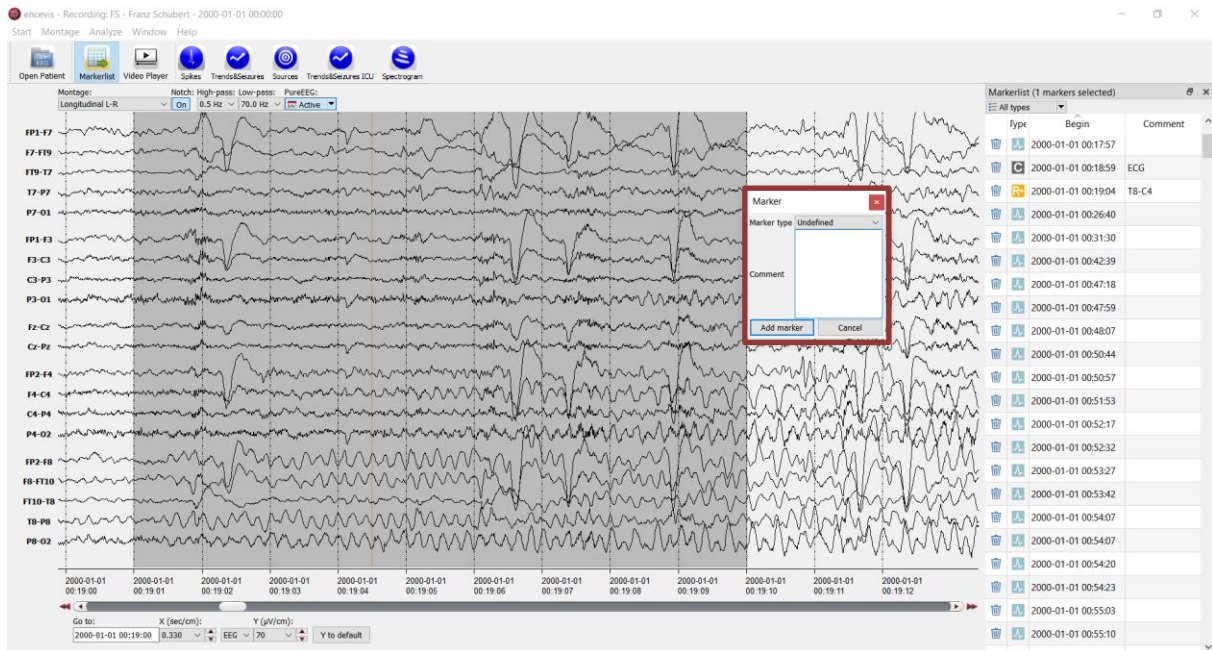 encevis - Recording: FS - Franz Schubert - 2000-01-01 00:00:00
Start Montage Analyze Window Help
Open EEG
Open Patient Markerlist Video Player Spikes Trends&Seizures Sources Trends&Seizures ICU Spectrogram
Montage: Notch: High-pass: Low-pass: PureEEG:
Longitudinal L-R On 0.5 Hz 70.0 Hz Active
FP1-F7
F7-FT9
FT9-T7
T7-P7
P7-O1
FP1-F3
F3-C3
C3-P3
P3-O1
Fz-Cz
Cz-Pz
FP2-F4
F4-C4
C4-P4
P4-O2
FP2-F8
F8-FT10
FT10-T8
T8-P8
P8-O2
2000-01-01 2000-01-01 2000-01-01 2000-01-01 2000-01-01 2000-01-01 2000-01-01 2000-01-01 2000-01-01 2000-01-01 2000-01-01 2000-01-01 2000-01-01
00:19:00 00:19:01 00:19:02 00:19:03 00:19:04 00:19:05 00:19:06 00:19:07 00:19:08 00:19:09 00:19:10 00:19:11 00:19:12
Go to: X (sec/cm): Y (µV/cm):
2000-01-01 00:19:00 0.330 EEG 70 Y to default
Marker
Marker type Undefined
Comment
Add marker Cancel
Markerlist (1 markers selected)
All types
Type Begin Comment
2000-01-01 00:17:57
C 2000-01-01 00:18:59 ECG
R+ 2000-01-01 00:19:04 T8-C4
2000-01-01 00:26:40
2000-01-01 00:31:30
2000-01-01 00:42:39
2000-01-01 00:47:18
2000-01-01 00:47:59
2000-01-01 00:48:07
2000-01-01 00:50:44
2000-01-01 00:50:57
2000-01-01 00:51:53
2000-01-01 00:52:17
2000-01-01 00:52:32
2000-01-01 00:53:27
2000-01-01 00:53:42
2000-01-01 00:54:07
2000-01-01 00:54:07
2000-01-01 00:54:20
2000-01-01 00:54:23
2000-01-01 00:55:03
2000-01-01 00:55:10